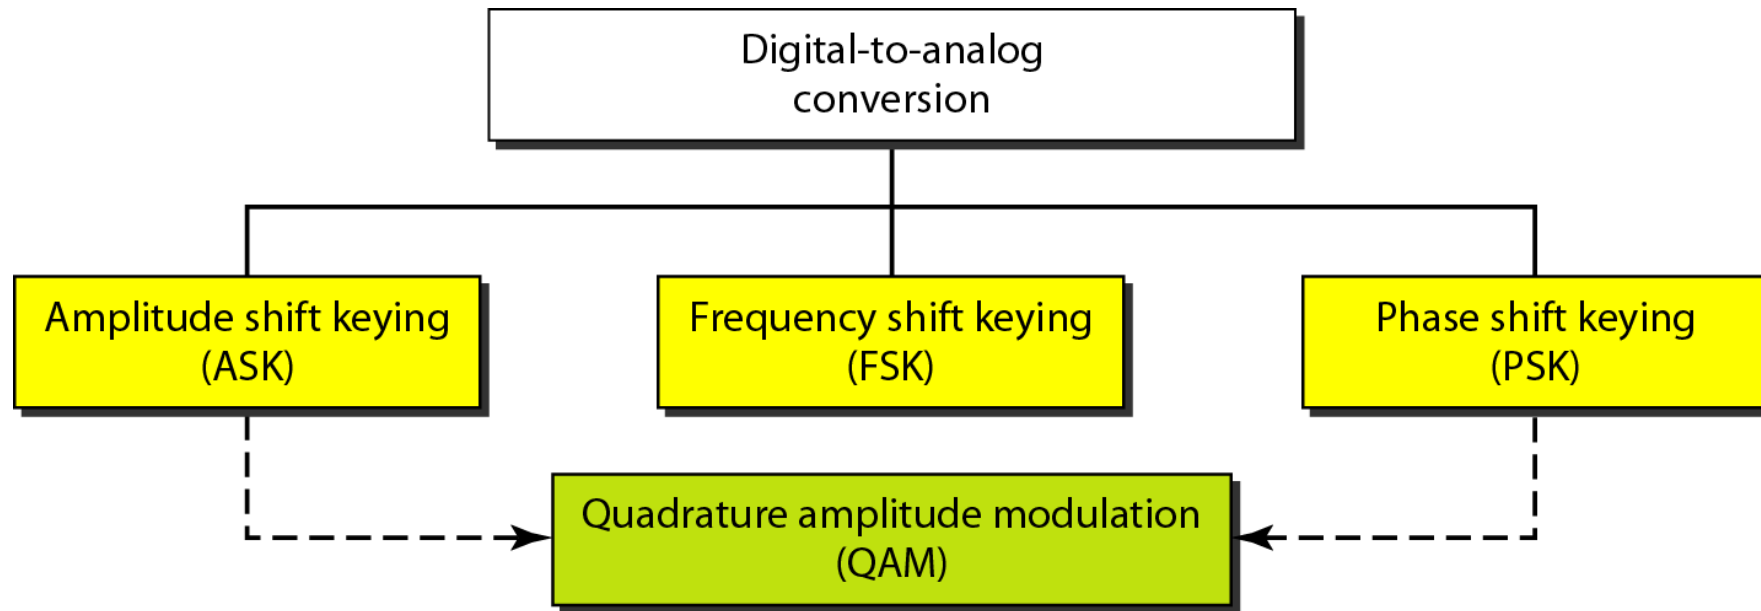 Digital-to-analog
conversion
Amplitude shift keying
(ASK)
Frequency shift keying
(FSK)
Phase shift keying
(PSK)
Quadrature amplitude modulation
(QAM)